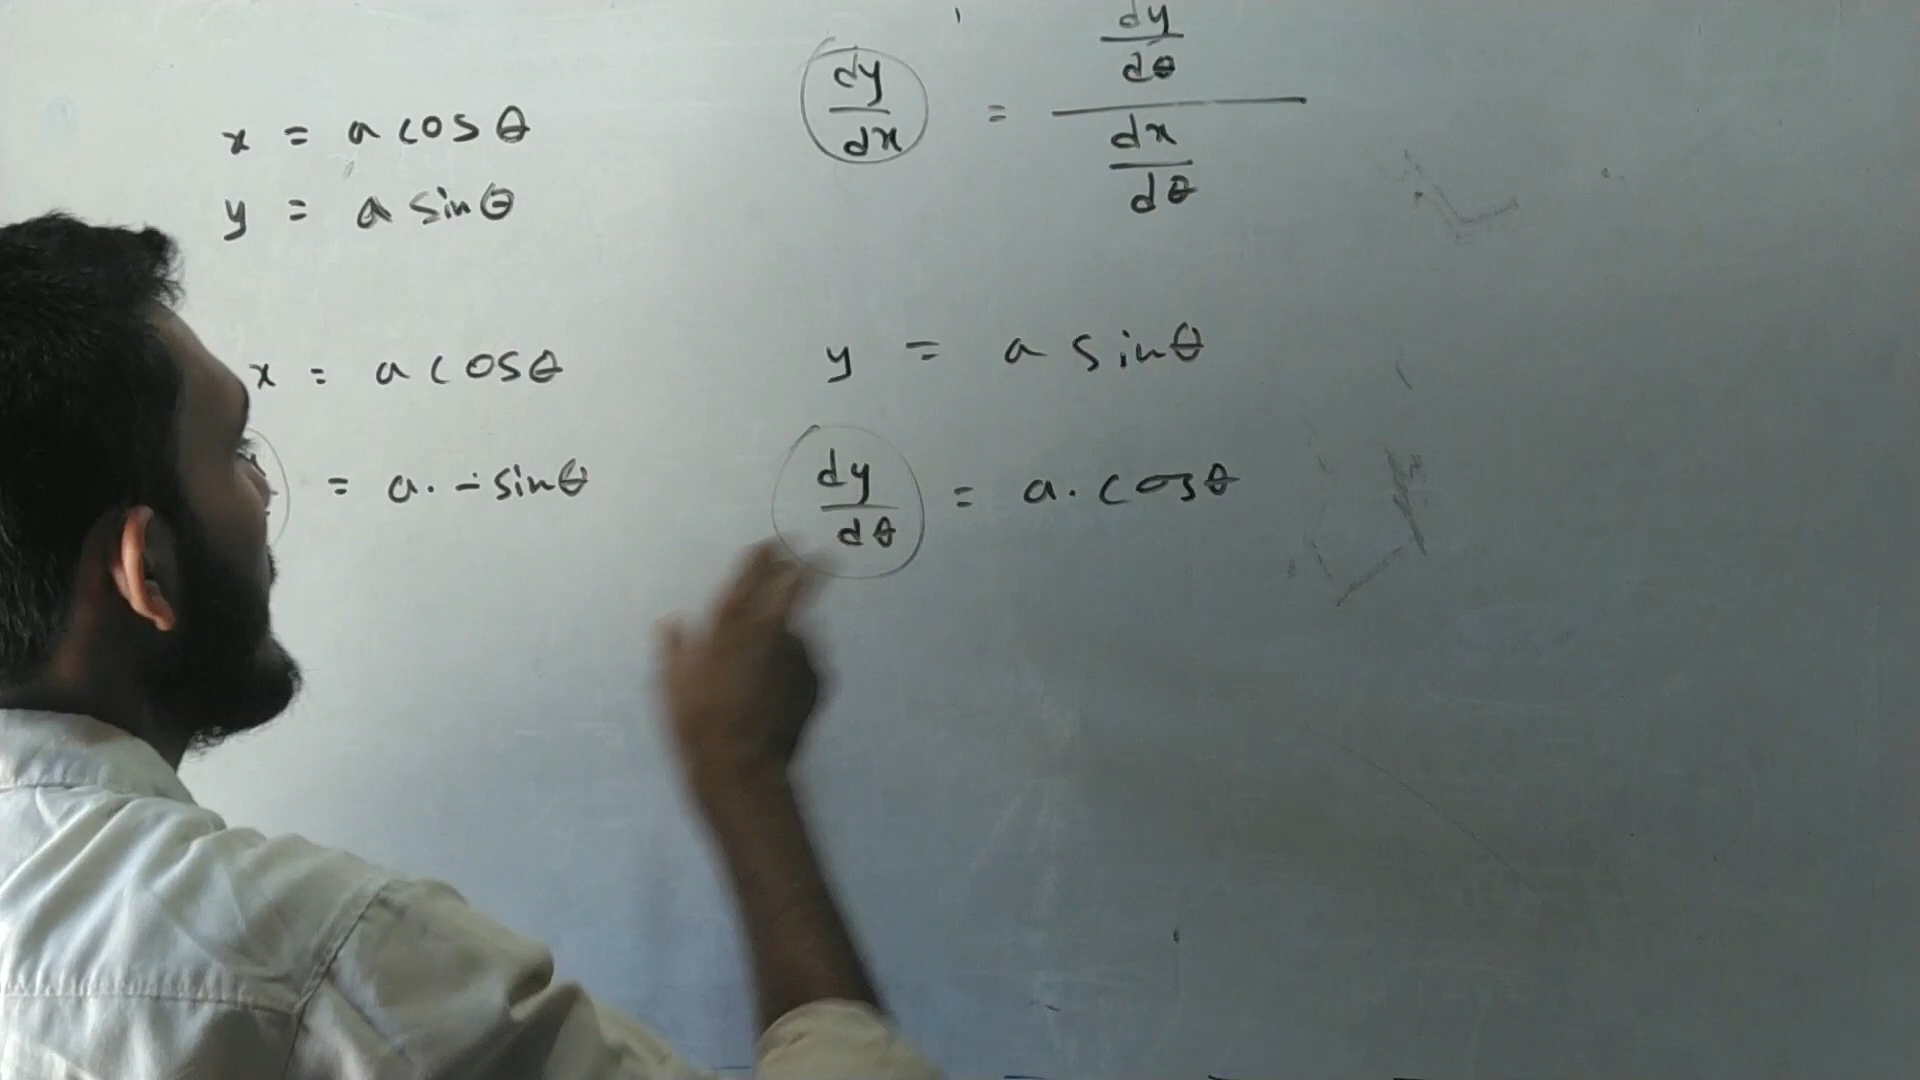 x = a cosθ
y = a sinθ
dy/dx = dy/dθ / dx/dθ
x = a cosθ
= a. -sinθ
y = a sinθ
dy/dθ = a. cosθ